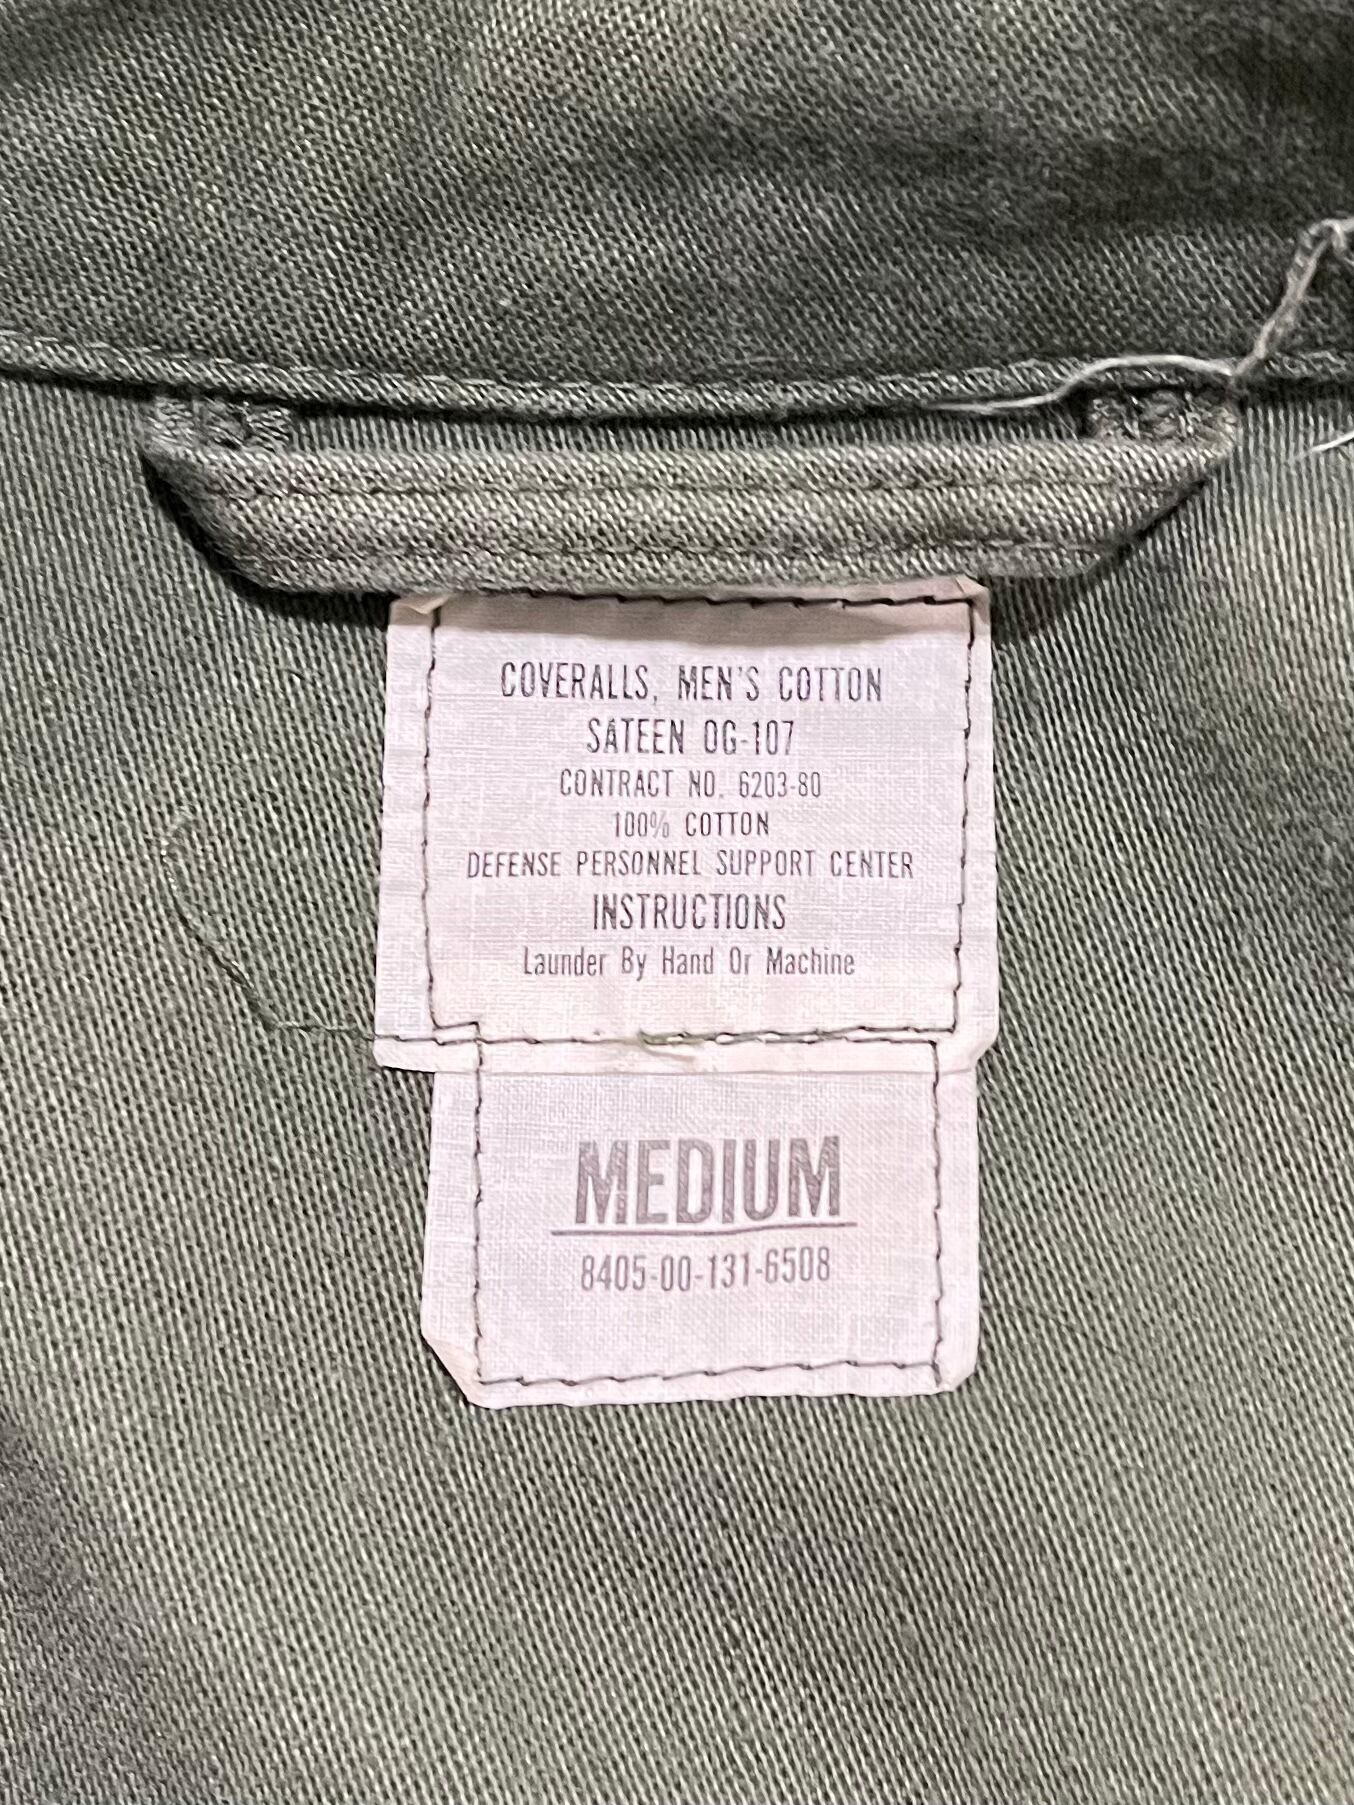 COVERALLS, MEN'S COTTON
SATEEN OG-107
CONTRACT NO. 6203-80
100% COTTON
DEFENSE PERSONNEL SUPPORT CENTER
INSTRUCTIONS
Launder By Hand Or Machine
MEDIUM
8405-00-131-6508